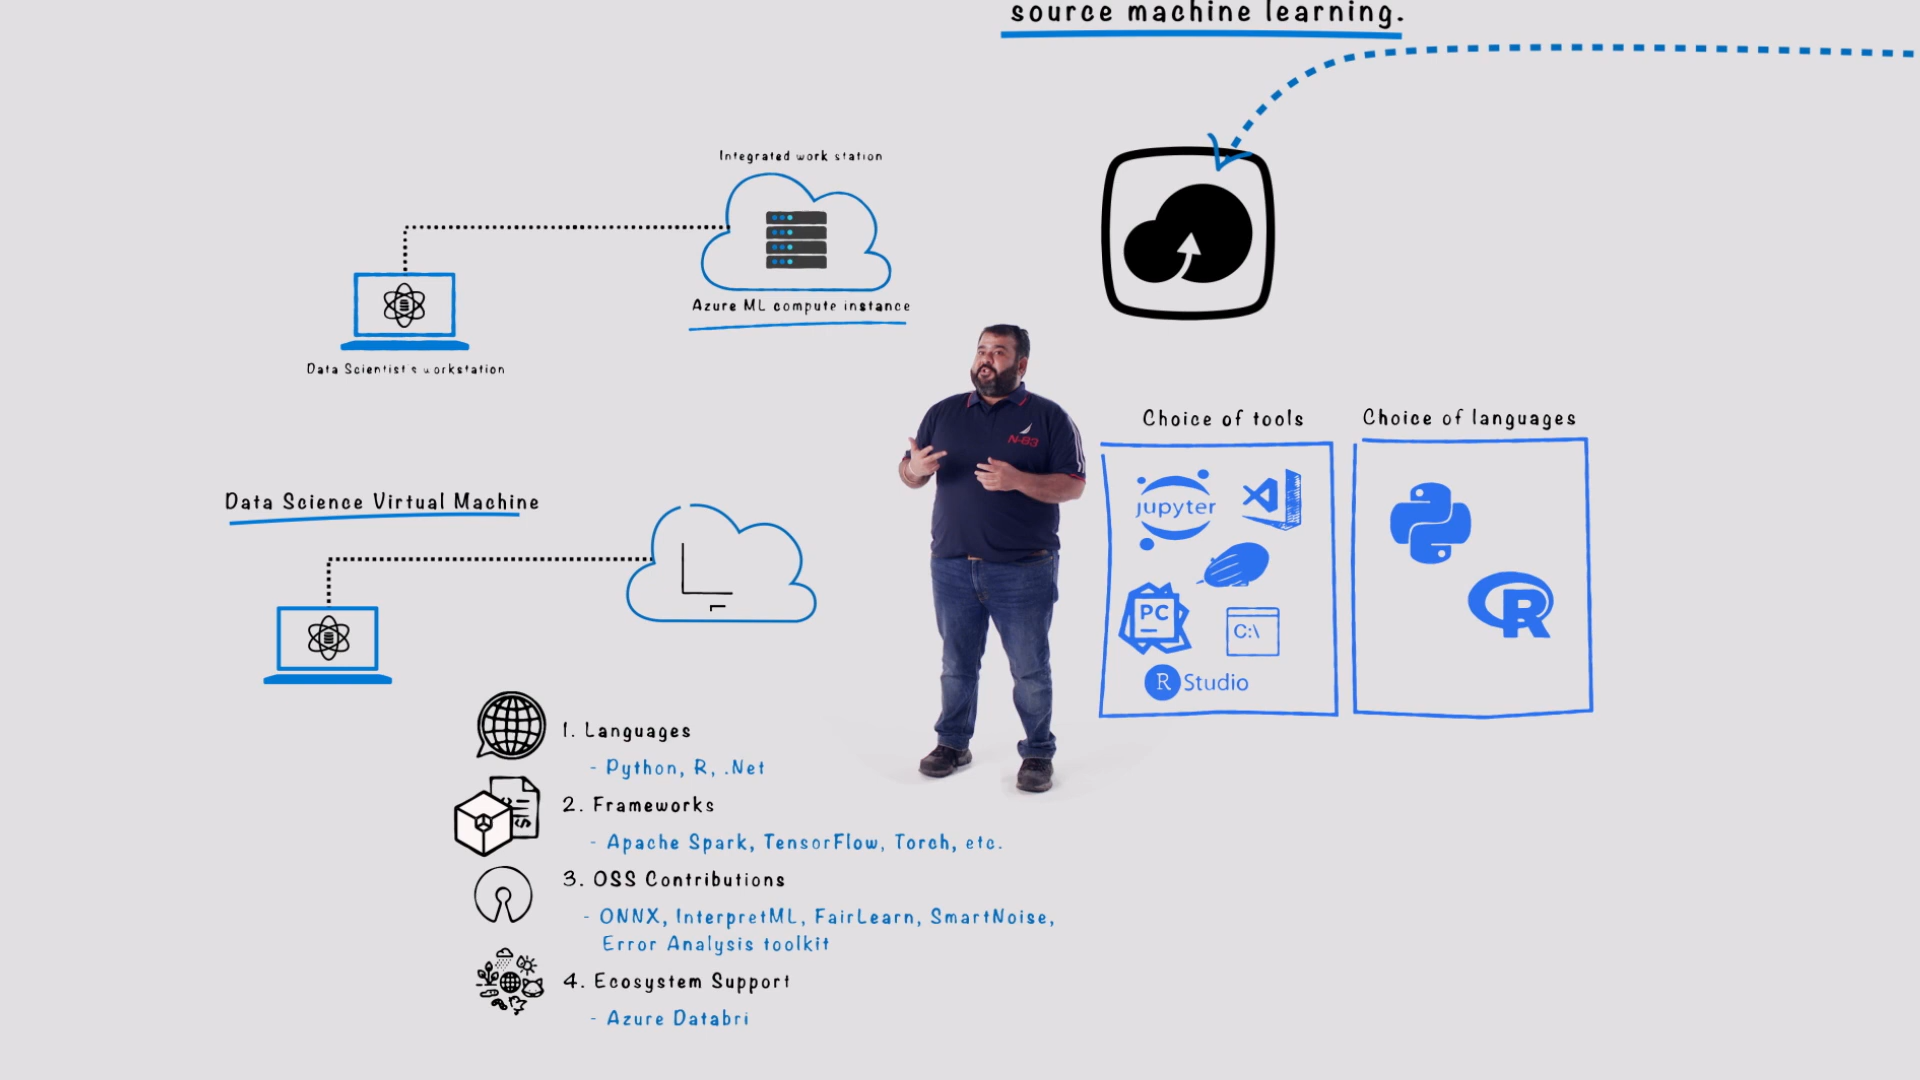 source machine learning.
Integrated work station
Azure ML compute instance
Data Scientist s workstation
N-83
Choice of tools
Choice of languages
jupyter
PC
C:\
R Studio
R
Data Science Virtual Machine
1. Languages
- Python, R, .Net
2. Frameworks
- Apache Spark, TensorFlow, Torch, etc.
3. OSS Contributions
- ONNX, InterpretML, FairLearn, SmartNoise,
Error Analysis toolkit
4. Ecosystem Support
- Azure Databri